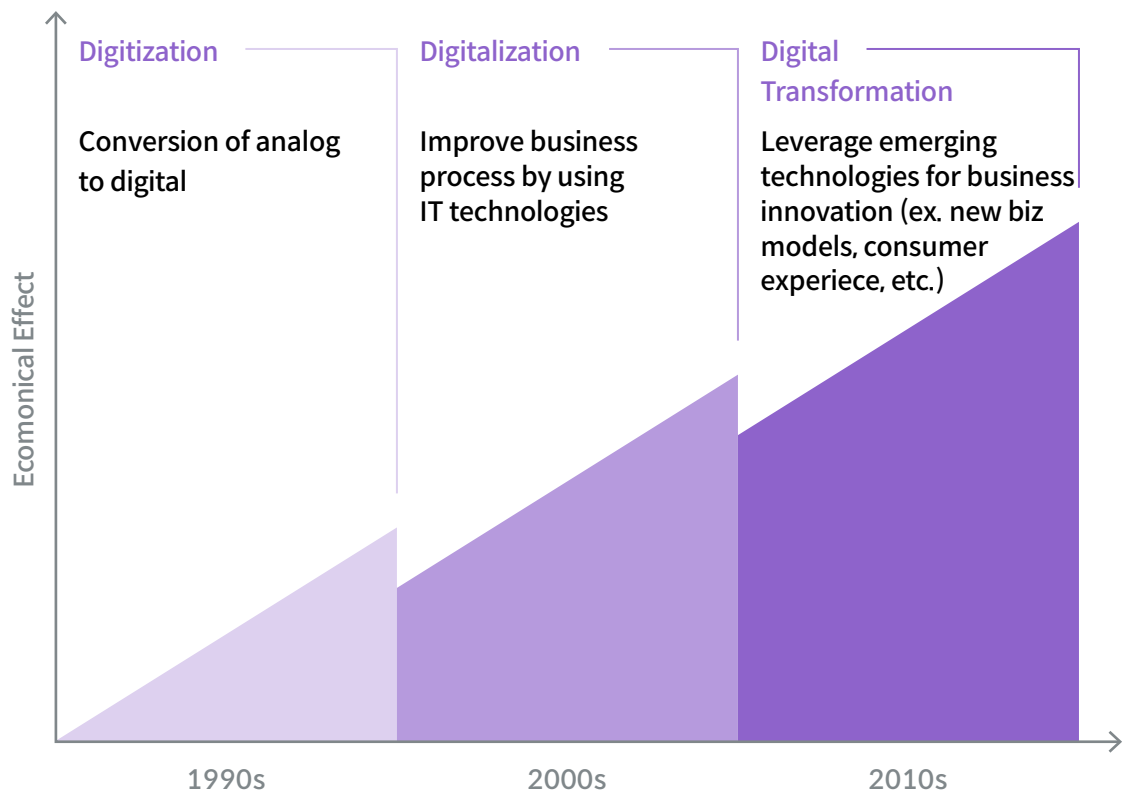 Digitization
Conversion of analog
to digital
Digitalization
Improve business
process by using
IT technologies
Digital
Transformation
Leverage emerging
technologies for business
innovation (ex. new biz
models, consumer
experiece, etc.)
Ecomonical Effect
1990s
2000s
2010s